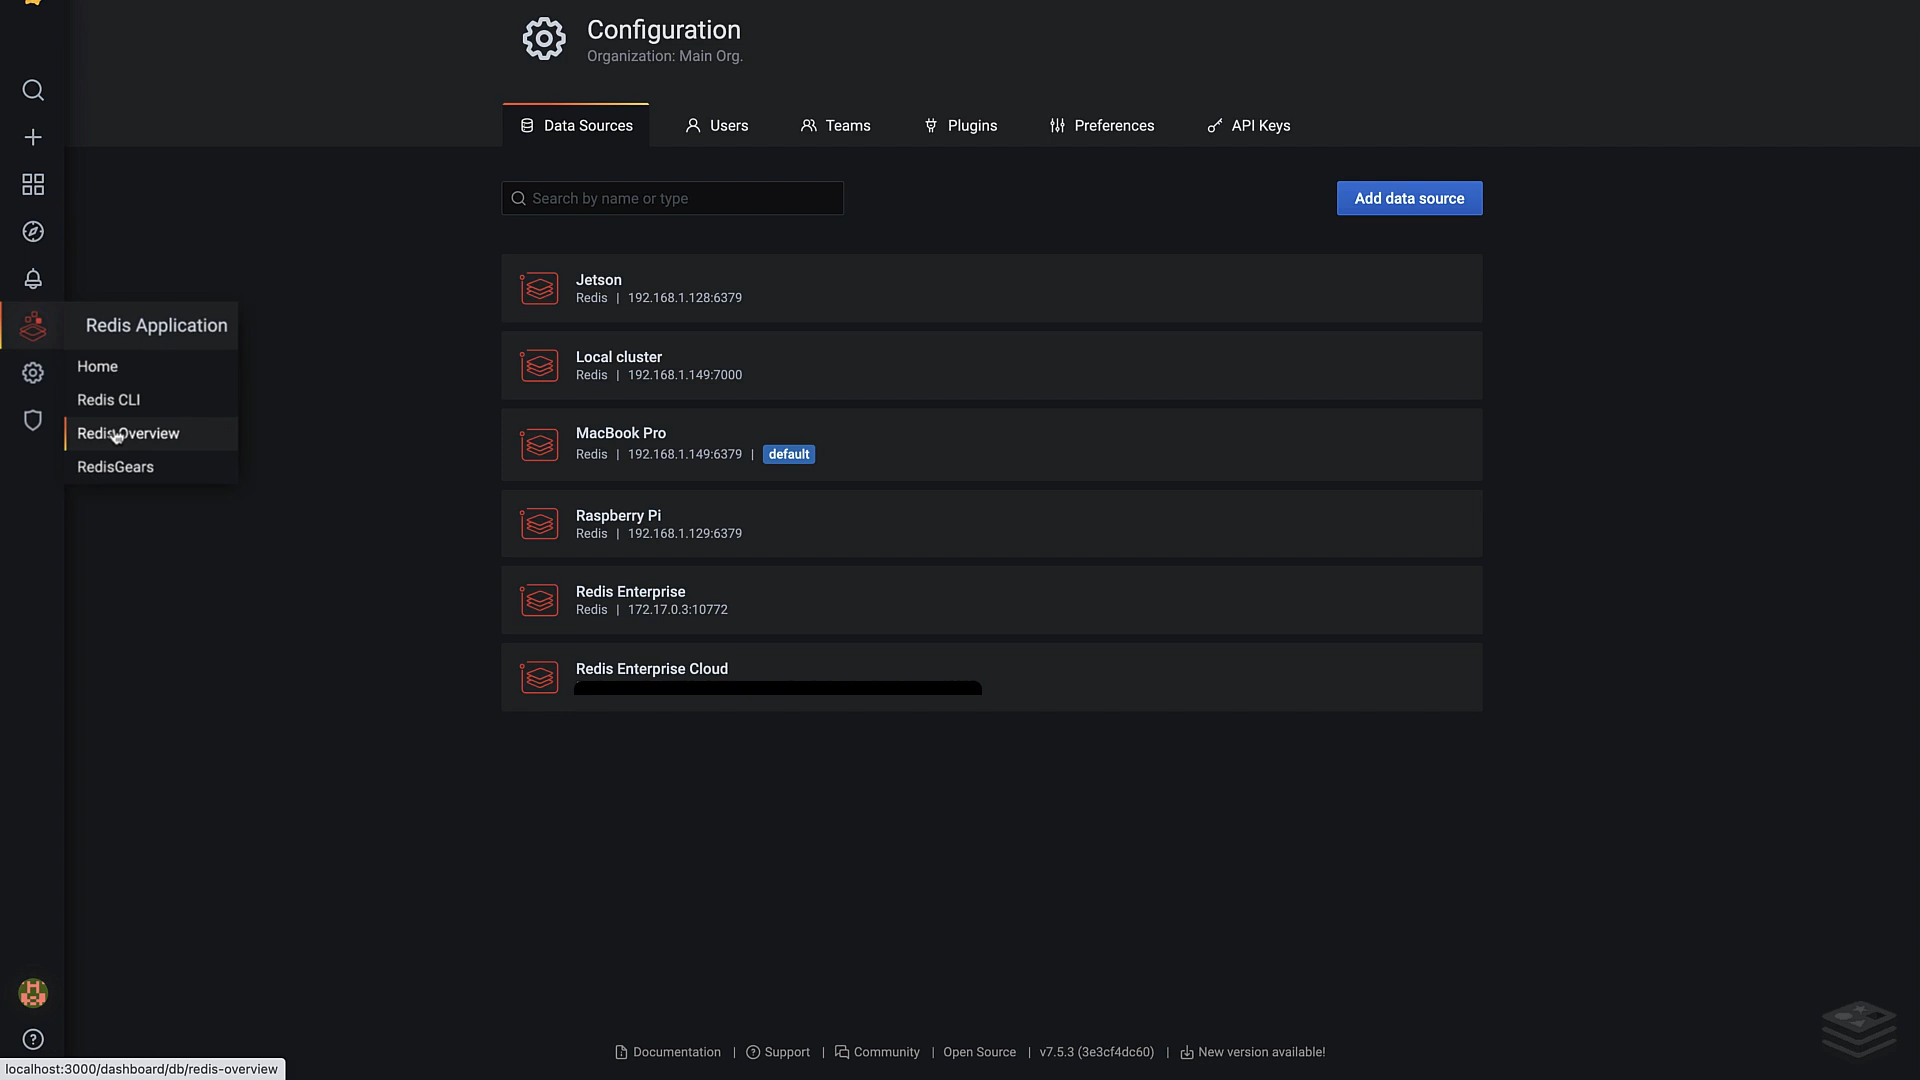 Configuration
Organization: Main Org.
Data Sources
Users
Teams
Plugins
Preferences
API Keys
Search by name or type
Add data source
Jetson
Redis | 192.168.1.128:6379
Local cluster
Redis | 192.168.1.149:7000
MacBook Pro
Redis | 192.168.1.149:6379 | default
Raspberry Pi
Redis | 192.168.1.129:6379
Redis Enterprise
Redis | 172.17.0.3:10772
Redis Enterprise Cloud
Redis Application
Home
Redis CLI
Redis Overview
RedisGears
Documentation | Support | Community | Open Source | v7.5.3 (3e3cf4dc60) | New version available!
localhost:3000/dashboard/db/redis-overview